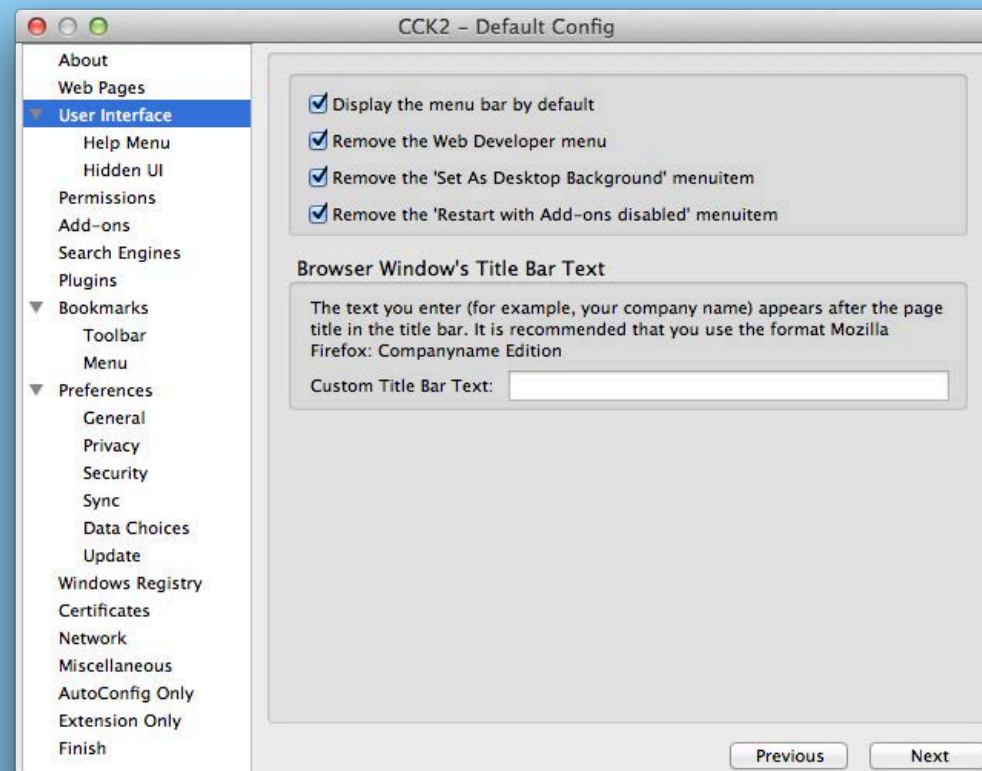 CCK2 – Default Config
About
Web Pages
User Interface
Help Menu
Hidden UI
Permissions
Add-ons
Search Engines
Plugins
Bookmarks
Toolbar
Menu
Preferences
General
Privacy
Security
Sync
Data Choices
Update
Windows Registry
Certificates
Network
Miscellaneous
AutoConfig Only
Extension Only
Finish
Display the menu bar by default
Remove the Web Developer menu
Remove the 'Set As Desktop Background' menuitem
Remove the 'Restart with Add-ons disabled' menuitem
Browser Window's Title Bar Text
The text you enter (for example, your company name) appears after the page
title in the title bar. It is recommended that you use the format Mozilla
Firefox: Companyname Edition
Custom Title Bar Text:
Previous
Next